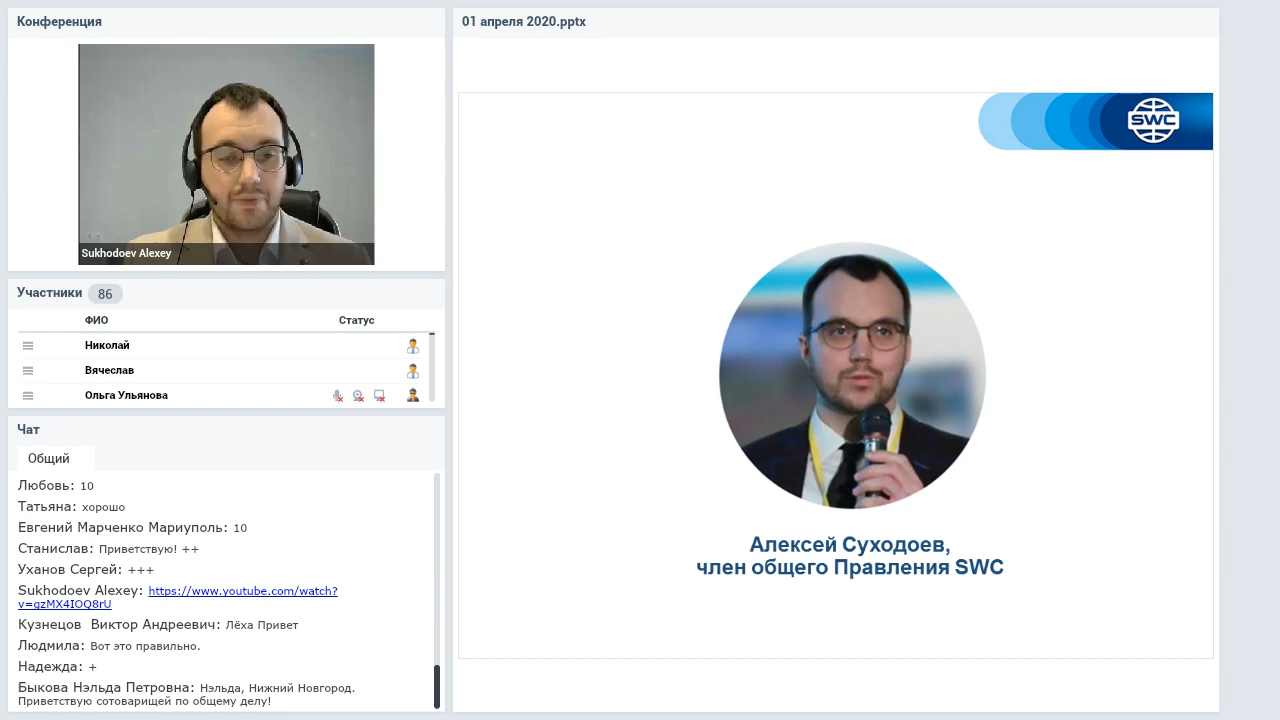 Конференция
Sukhodoev Alexey
Участники 86
ФИО Статус
Николай
Вячеслав
Ольга Ульянова
Чат
Общий
Любовь: 10
Татьяна: хорошо
Евгений Марченко Мариуполь: 10
Станислав: Приветствую! ++
Уханов Сергей: +++
Sukhodoev Alexey: https://www.youtube.com/watch?
v=gzMX4IOQ8rU
Кузнецов  Виктор Андреевич: Лёха Привет
Людмила: Вот это правильно.
Надежда: +
Быкова Нэльда Петровна: Нэльда, Нижний Новгород.
Приветствую сотоварищей по общему делу!
01 апреля 2020.pptx
SWC
Алексей Суходоев,
член общего Правления SWC